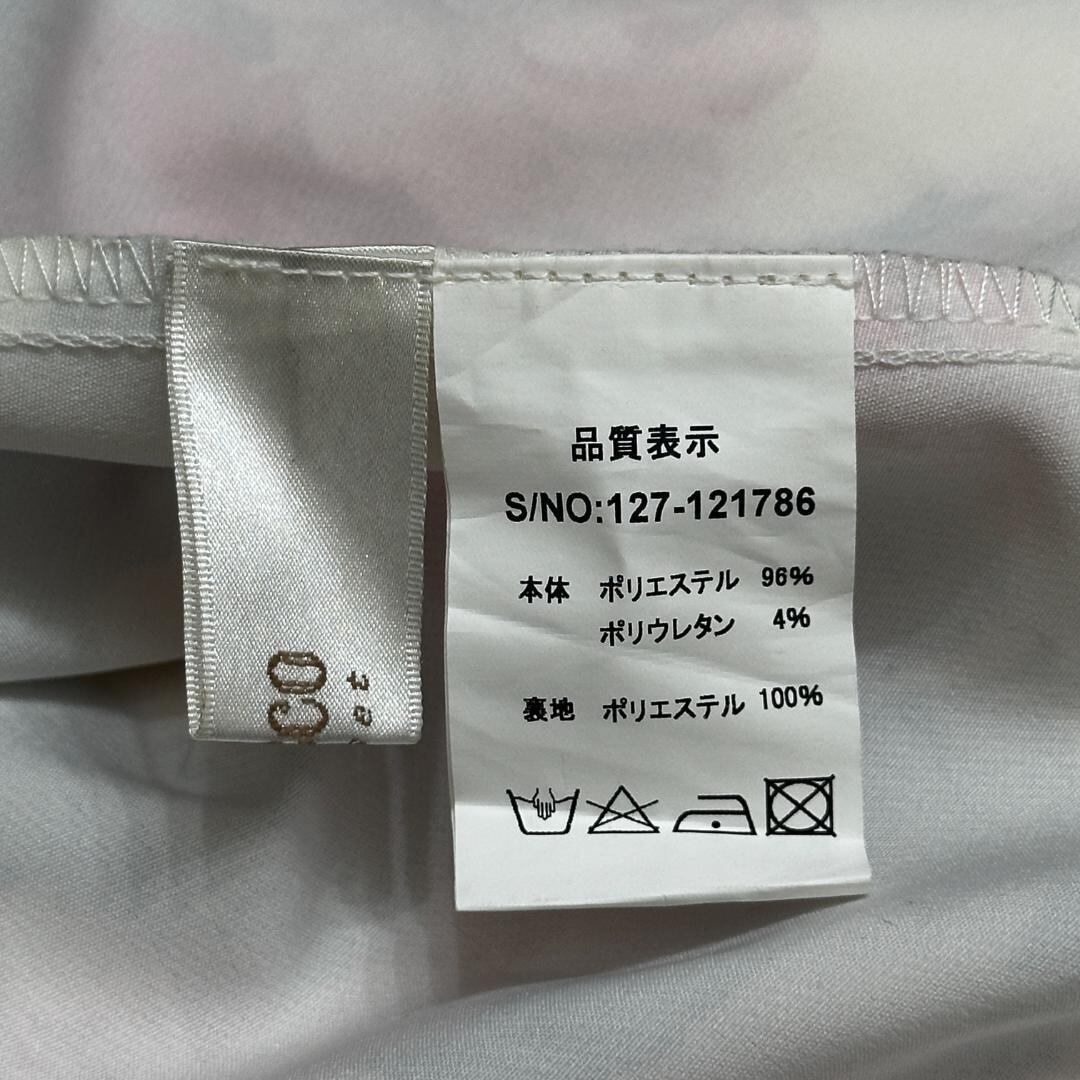 品質表示
S/NO:127-121786
本体 ポリエステル 96%
ポリウレタン 4%
裏地 ポリエステル 100%